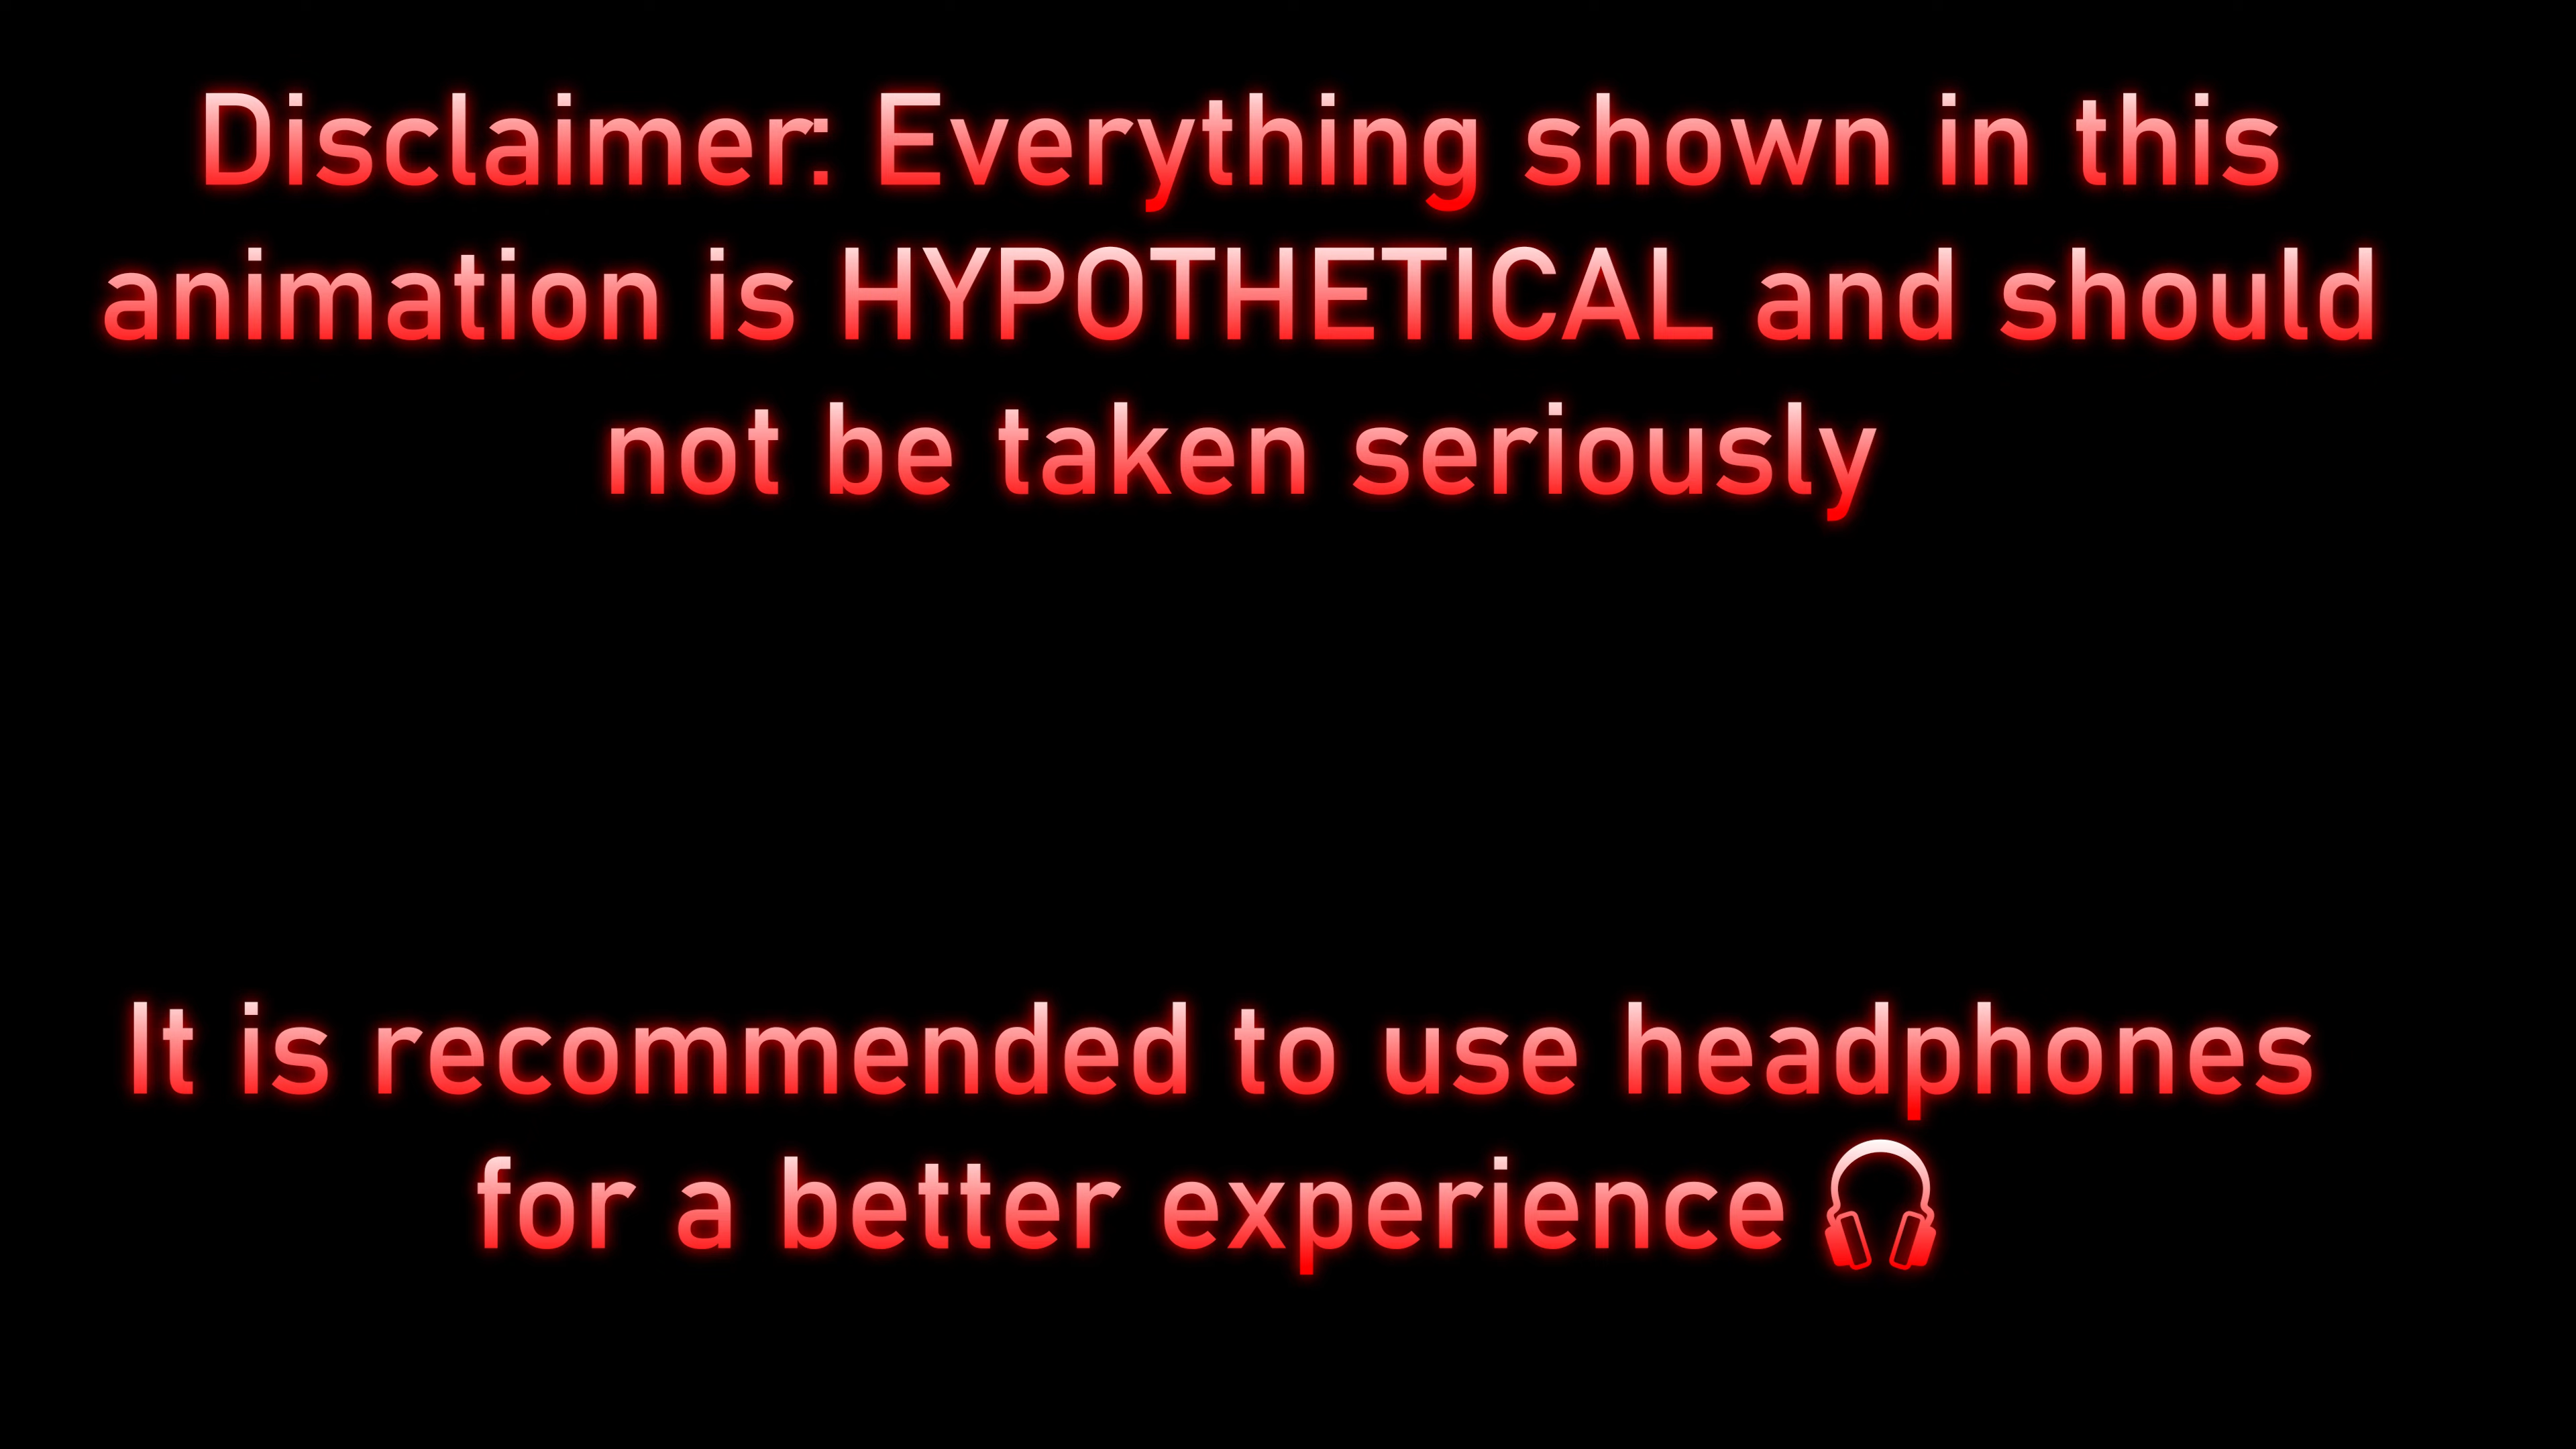 Disclaimer: Everything shown in this
animation is HYPOTHETICAL and should
not be taken seriously
It is recommended to use headphones
for a better experience 🎧